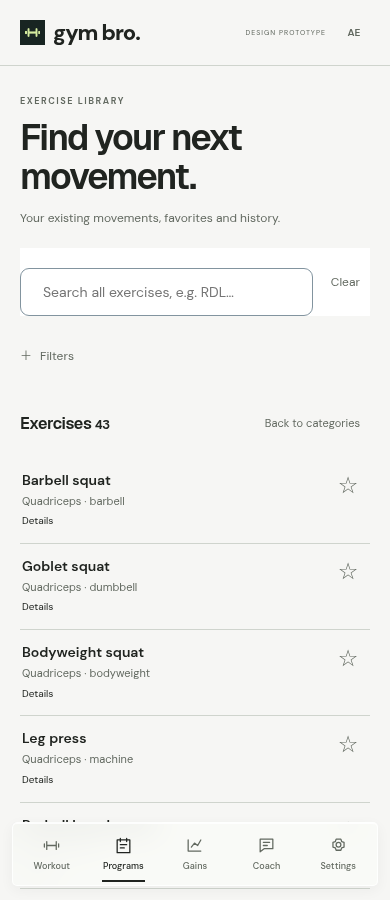 gym bro.
DESIGN PROTOTYPE
AE
EXERCISE LIBRARY
Find your next
movement.
Your existing movements, favorites and history.
Search all exercises, e.g. RDL...
Clear
+ Filters
Exercises 43
Back to categories
Barbell squat
Quadriceps · barbell
Details
Goblet squat
Quadriceps · dumbbell
Details
Bodyweight squat
Quadriceps · bodyweight
Details
Leg press
Quadriceps · machine
Details
Workout
Programs
Gains
Coach
Settings